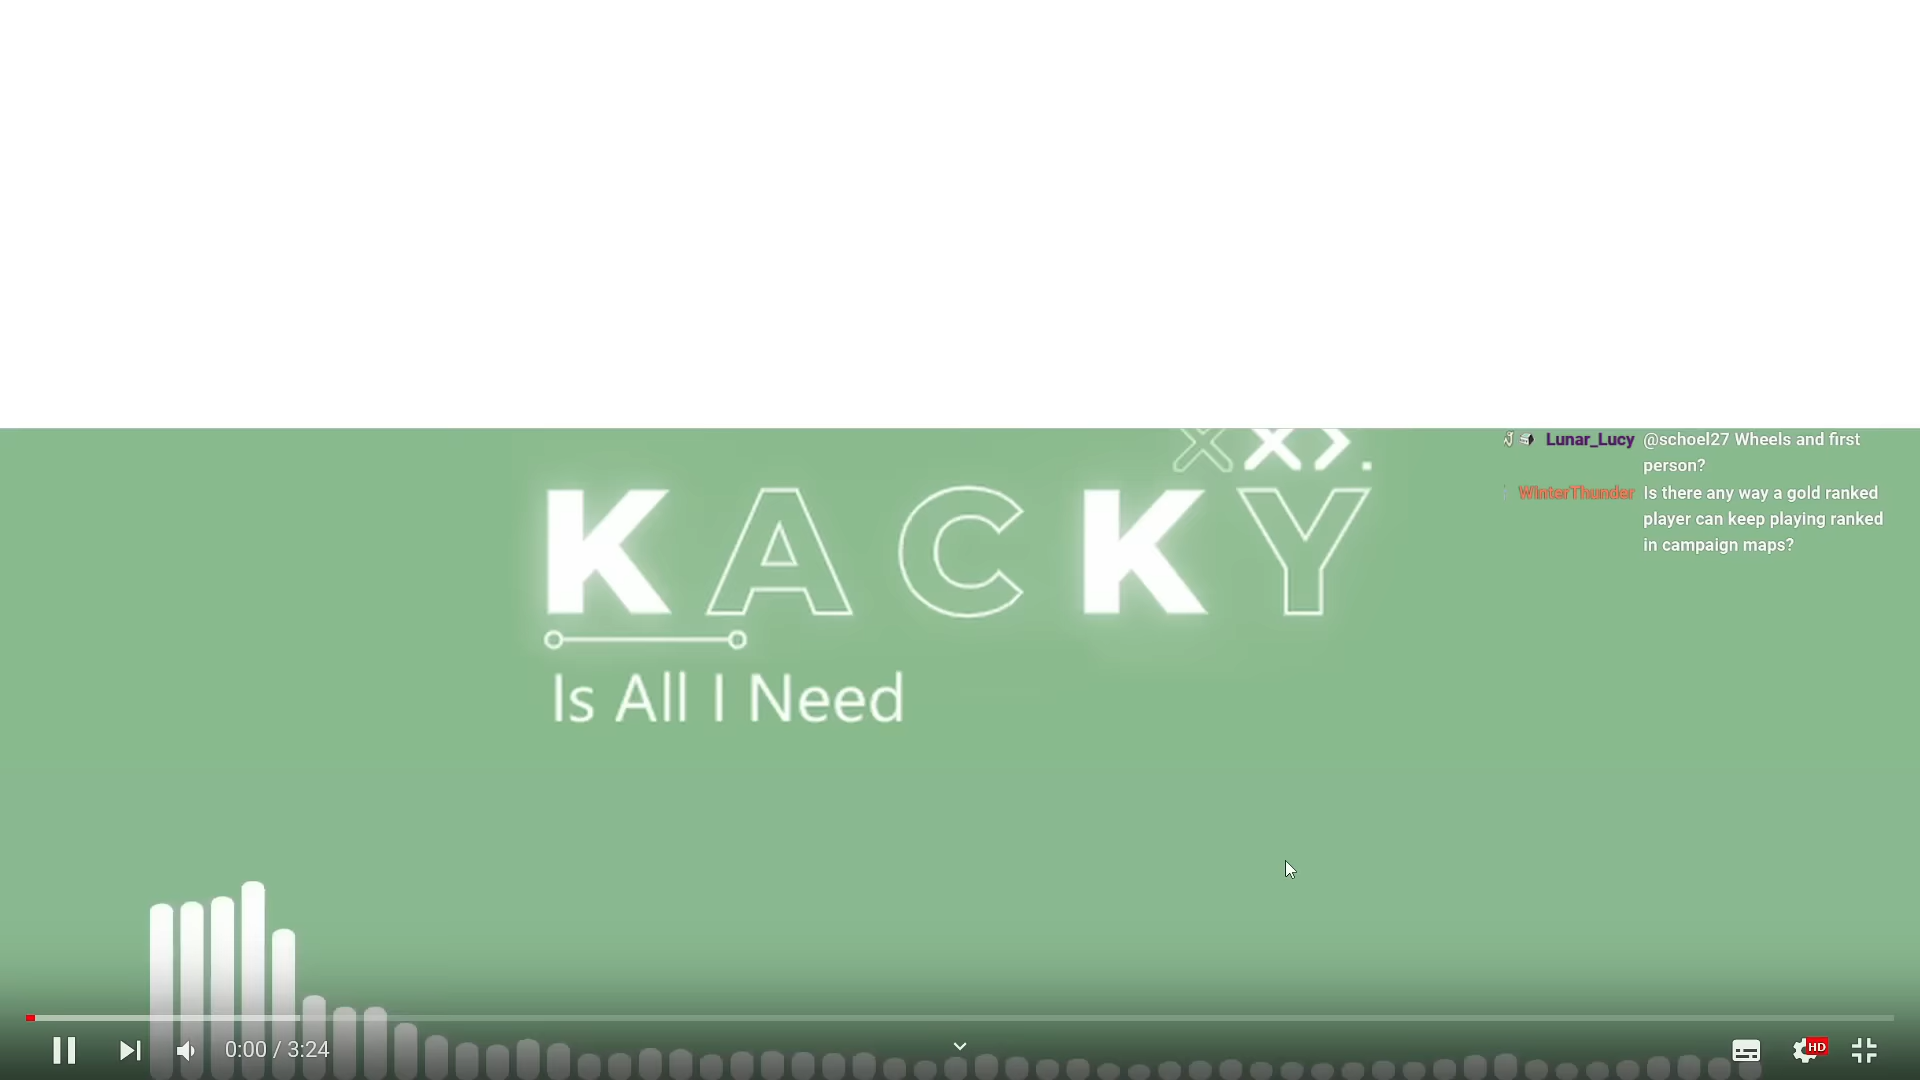 Lunar_Lucy @schoel27 Wheels and first
person?
WinterThunder Is there any way a gold ranked
player can keep playing ranked
in campaign maps?
KACKY
Is All I Need
0:00 / 3:24
HD